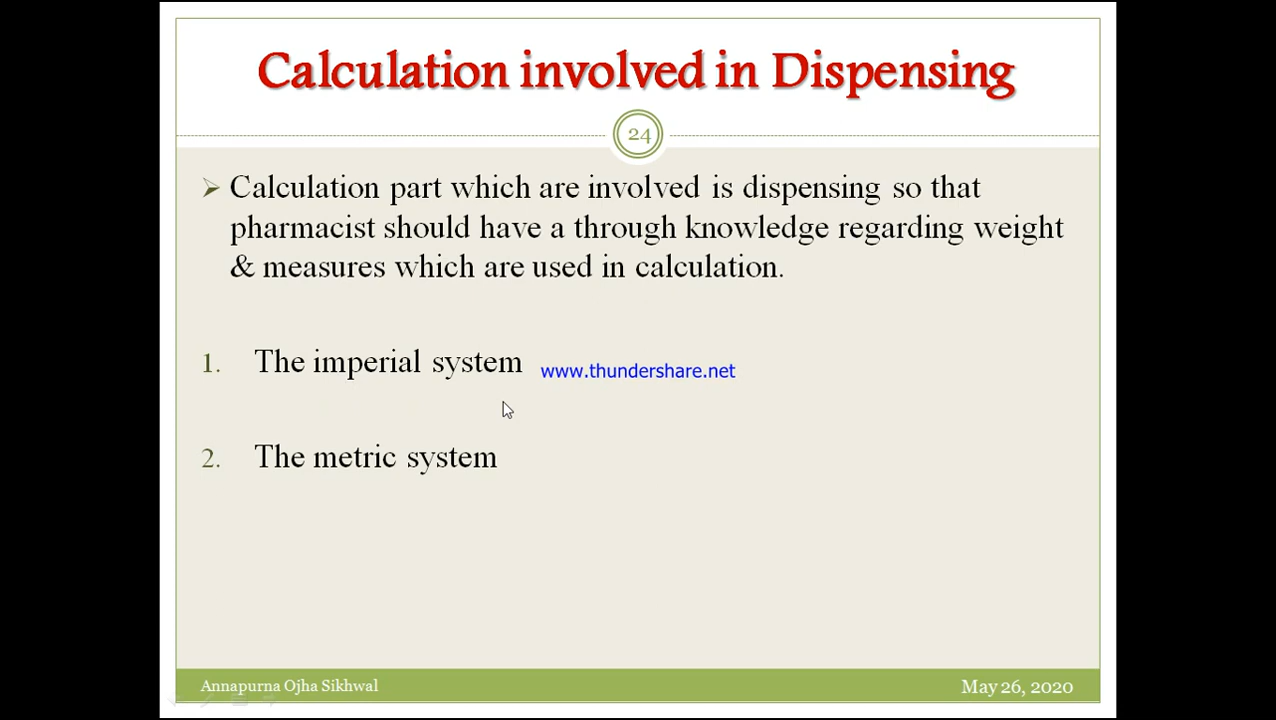 Calculation involved in Dispensing
24
➢ Calculation part which are involved is dispensing so that
pharmacist should have a through knowledge regarding weight
& measures which are used in calculation.
1. The imperial system
www.thundershare.net
2. The metric system
Annapurna Ojha Sikhwal
May 26, 2020